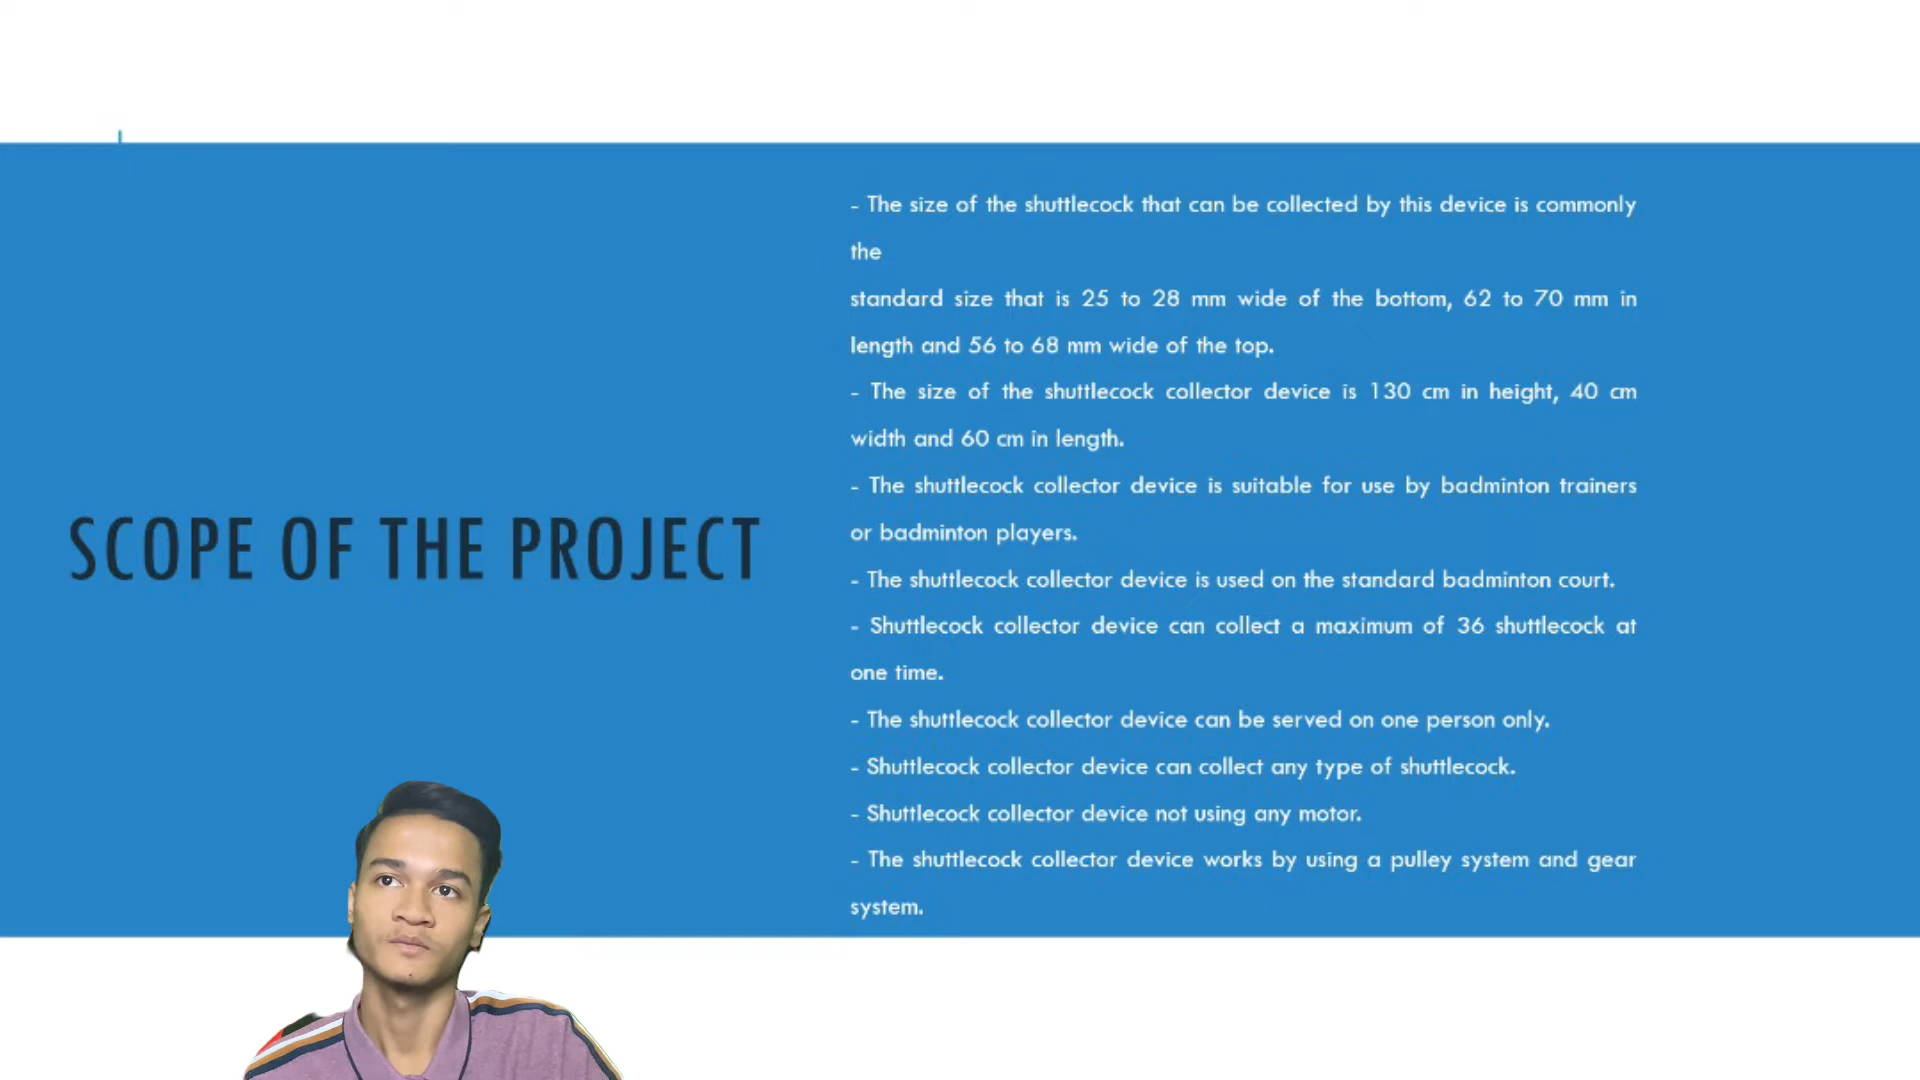 SCOPE OF THE PROJECT
- The size of the shuttlecock that can be collected by this device is commonly
the
standard size that is 25 to 28 mm wide of the bottom, 62 to 70 mm in
length and 56 to 68 mm wide of the top.
- The size of the shuttlecock collector device is 130 cm in height, 40 cm
width and 60 cm in length.
- The shuttlecock collector device is suitable for use by badminton trainers
or badminton players.
- The shuttlecock collector device is used on the standard badminton court.
- Shuttlecock collector device can collect a maximum of 36 shuttlecock at
one time.
- The shuttlecock collector device can be served on one person only.
- Shuttlecock collector device can collect any type of shuttlecock.
- Shuttlecock collector device not using any motor.
- The shuttlecock collector device works by using a pulley system and gear
system.